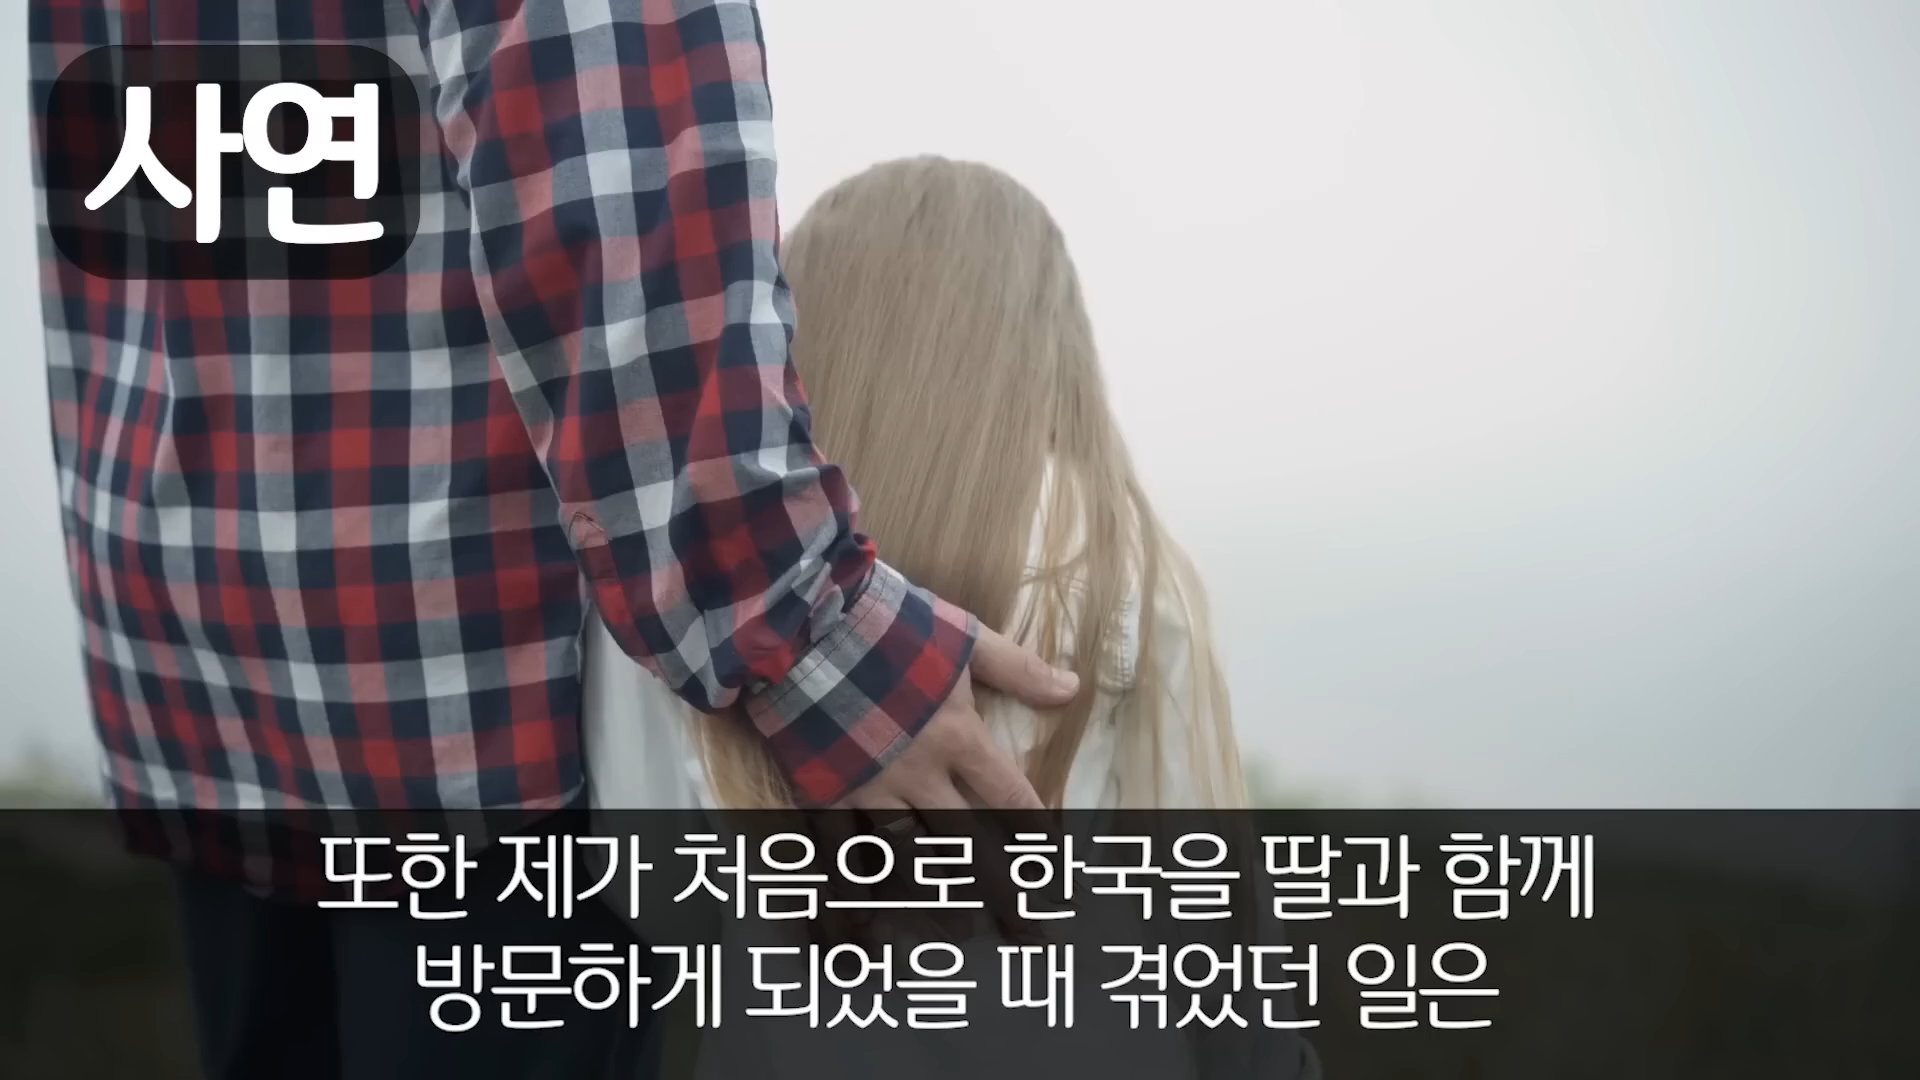 사연
또한 제가 처음으로 한국을 딸과 함께
방문하게 되었을 때 겪었던 일은